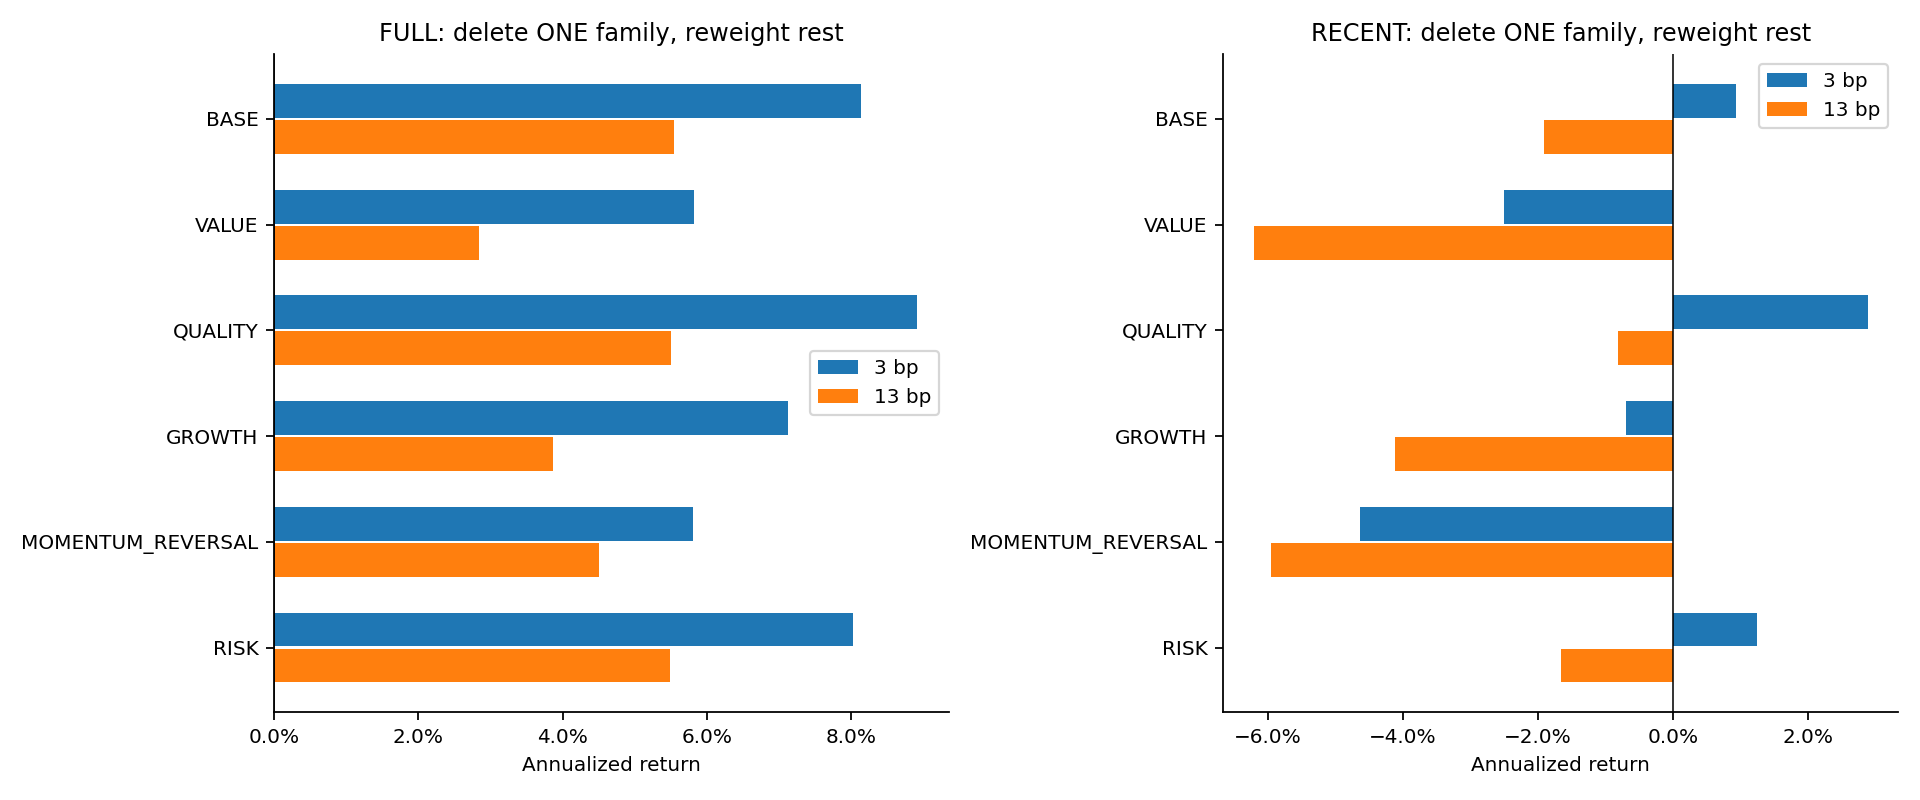 FULL: delete ONE family, reweight rest
BASE
VALUE
QUALITY
GROWTH
MOMENTUM_REVERSAL
RISK
3 bp
13 bp
0.0%
2.0%
4.0%
6.0%
8.0%
Annualized return
RECENT: delete ONE family, reweight rest
3 bp
13 bp
BASE
VALUE
QUALITY
GROWTH
MOMENTUM_REVERSAL
RISK
−6.0%
−4.0%
−2.0%
0.0%
2.0%
Annualized return